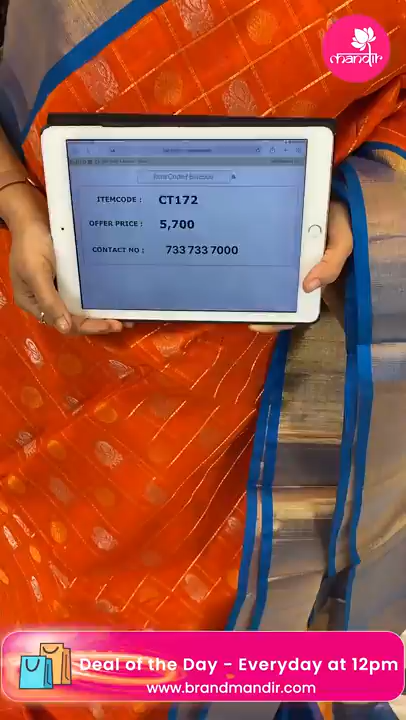 mandir
ITEMCODE : CT172
OFFER PRICE : 5,700
CONTACT NO : 733 733 7000
Deal of the Day - Everyday at 12pm
www.brandmandir.com